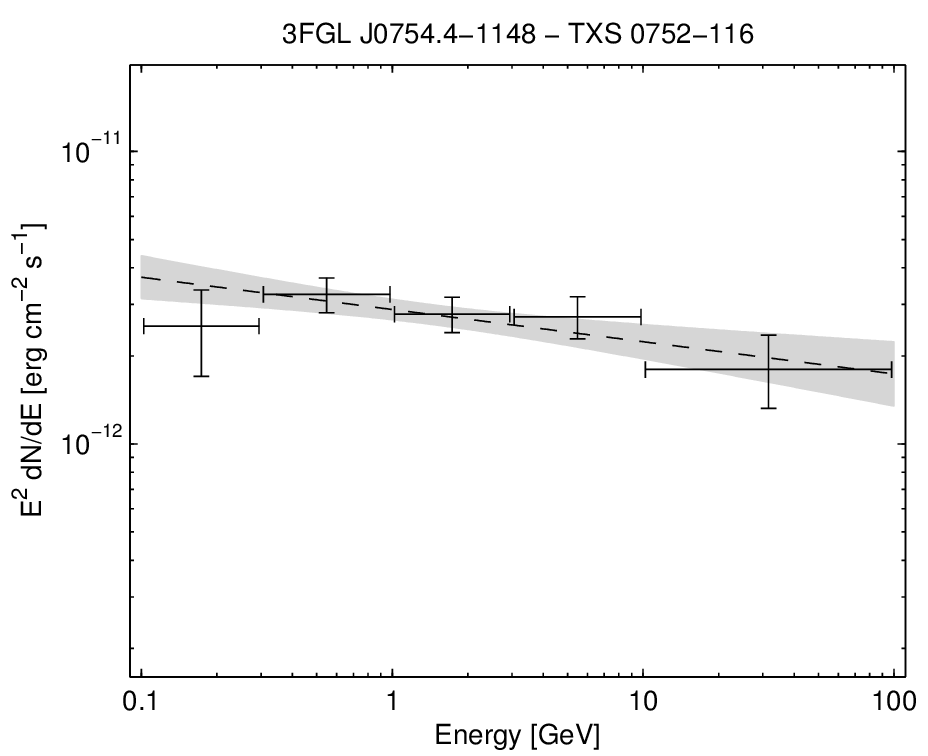 3FGL J0754.4−1148 − TXS 0752−116
10⁻¹¹
10⁻¹²
E² dN/dE [erg cm⁻² s⁻¹]
0.1 1 10 100
Energy [GeV]